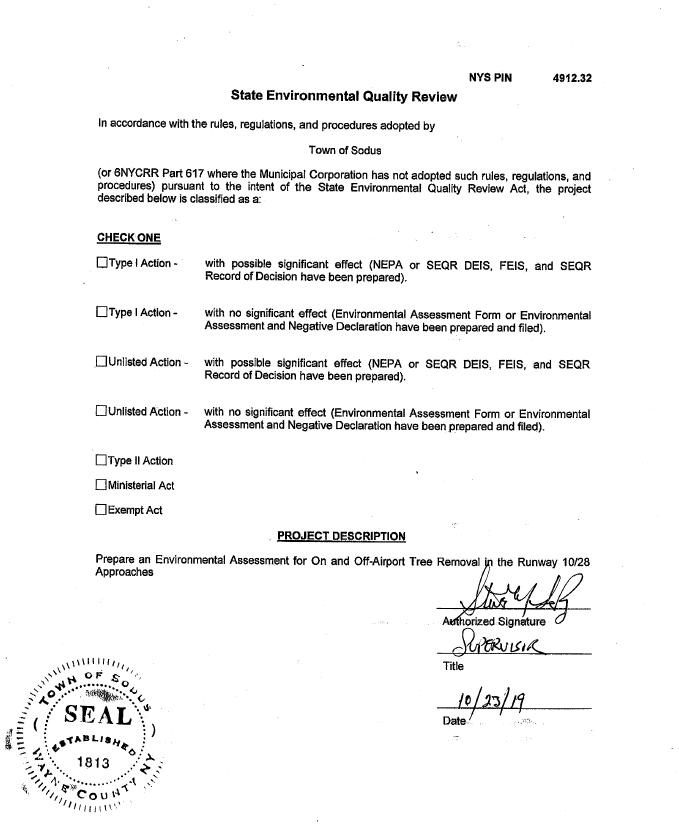 NYS PIN 4912.32
State Environmental Quality Review
In accordance with the rules, regulations, and procedures adopted by
Town of Sodus
(or 6NYCRR Part 617 where the Municipal Corporation has not adopted such rules, regulations, and
procedures) pursuant to the intent of the State Environmental Quality Review Act, the project
described below is classified as a:
CHECK ONE
☐Type I Action - with possible significant effect (NEPA or SEQR DEIS, FEIS, and SEQR
Record of Decision have been prepared).
☐Type I Action - with no significant effect (Environmental Assessment Form or Environmental
Assessment and Negative Declaration have been prepared and filed).
☐Unlisted Action - with possible significant effect (NEPA or SEQR DEIS, FEIS, and SEQR
Record of Decision have been prepared).
☐Unlisted Action - with no significant effect (Environmental Assessment Form or Environmental
Assessment and Negative Declaration have been prepared and filed).
☐Type II Action
☐Ministerial Act
☐Exempt Act
PROJECT DESCRIPTION
Prepare an Environmental Assessment for On and Off-Airport Tree Removal in the Runway 10/28
Approaches
Authorized Signature
SUPERVISIR
Title
10/23/19
Date
TOWN OF SODUS
SEAL
ESTABLISHED
1813
WAYNE COUNTY NY